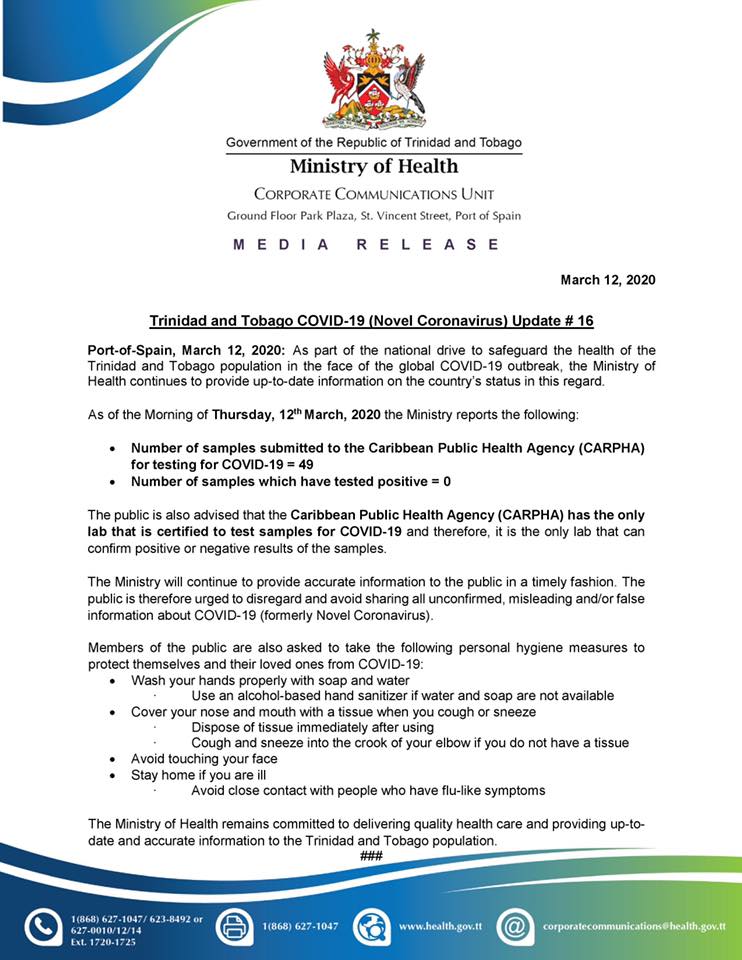 Government of the Republic of Trinidad and Tobago
Ministry of Health
CORPORATE COMMUNICATIONS UNIT
Ground Floor Park Plaza, St. Vincent Street, Port of Spain
MEDIA RELEASE
March 12, 2020
Trinidad and Tobago COVID-19 (Novel Coronavirus) Update # 16
Port-of-Spain, March 12, 2020: As part of the national drive to safeguard the health of the
Trinidad and Tobago population in the face of the global COVID-19 outbreak, the Ministry of
Health continues to provide up-to-date information on the country's status in this regard.
As of the Morning of Thursday, 12th March, 2020 the Ministry reports the following:
• Number of samples submitted to the Caribbean Public Health Agency (CARPHA)
for testing for COVID-19 = 49
• Number of samples which have tested positive = 0
The public is also advised that the Caribbean Public Health Agency (CARPHA) has the only
lab that is certified to test samples for COVID-19 and therefore, it is the only lab that can
confirm positive or negative results of the samples.
The Ministry will continue to provide accurate information to the public in a timely fashion. The
public is therefore urged to disregard and avoid sharing all unconfirmed, misleading and/or false
information about COVID-19 (formerly Novel Coronavirus).
Members of the public are also asked to take the following personal hygiene measures to
protect themselves and their loved ones from COVID-19:
• Wash your hands properly with soap and water
· Use an alcohol-based hand sanitizer if water and soap are not available
• Cover your nose and mouth with a tissue when you cough or sneeze
· Dispose of tissue immediately after using
· Cough and sneeze into the crook of your elbow if you do not have a tissue
• Avoid touching your face
• Stay home if you are ill
· Avoid close contact with people who have flu-like symptoms
The Ministry of Health remains committed to delivering quality health care and providing up-to-
date and accurate information to the Trinidad and Tobago population.
###
1(868) 627-1047/ 623-8492 or
627-0010/12/14
Ext. 1720-1725
1(868) 627-1047
www.health.gov.tt
corporatecommunications@health.gov.tt